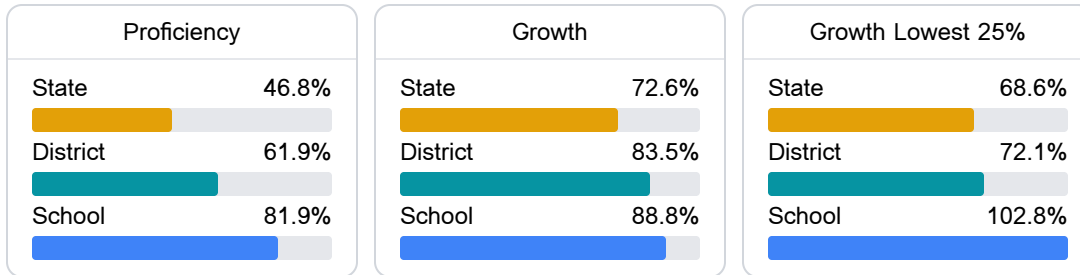 Proficiency
State 46.8%
District 61.9%
School 81.9%
Growth
State 72.6%
District 83.5%
School 88.8%
Growth Lowest 25%
State 68.6%
District 72.1%
School 102.8%